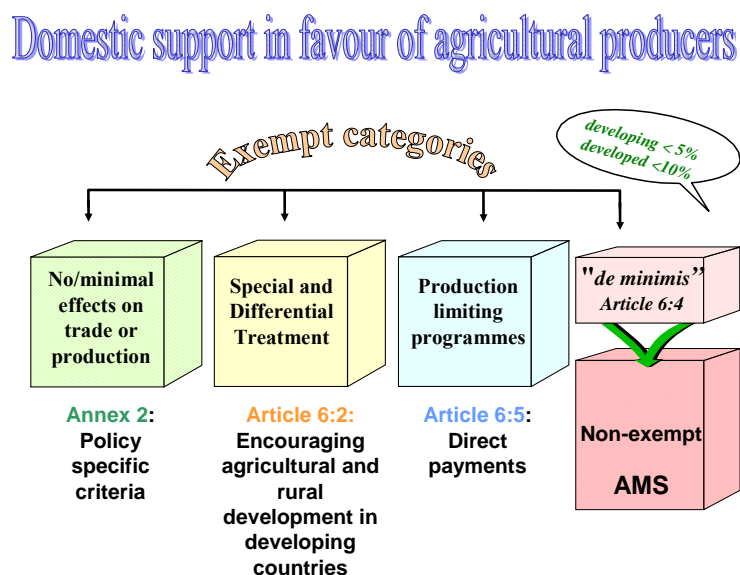 Domestic support in favour of agricultural producers
Exempt categories
developing < 5%
developed <10%
No/minimal
effects on
trade or
production
Special and
Differential
Treatment
Production
limiting
programmes
"de minimis”
Article 6:4
Annex 2:
Policy
specific
criteria
Article 6:2:
Encouraging
agricultural and
rural
development in
developing
countries
Article 6:5:
Direct
payments
Non-exempt
AMS